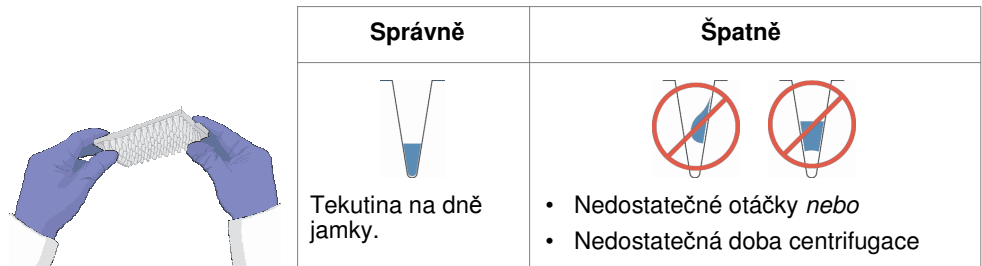 Správně
Špatně
Tekutina na dně
jamky.
• Nedostatečné otáčky nebo
• Nedostatečná doba centrifugace